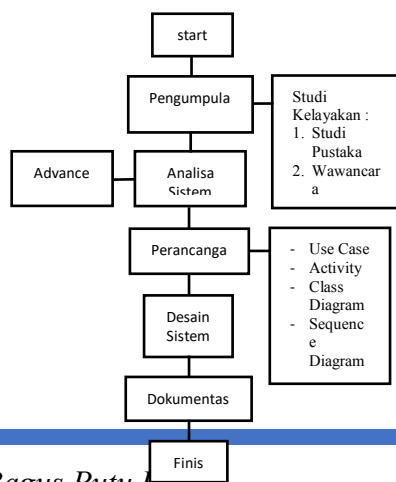 start
Pengumpula
Studi
Kelayakan :
1. Studi
Pustaka
2. Wawancar
a
Advance
Analisa
Sistem
Perancanga
- Use Case
- Activity
- Class
Diagram
- Sequenc
e
Diagram
Desain
Sistem
Dokumentas
Finis
Bagus Putu